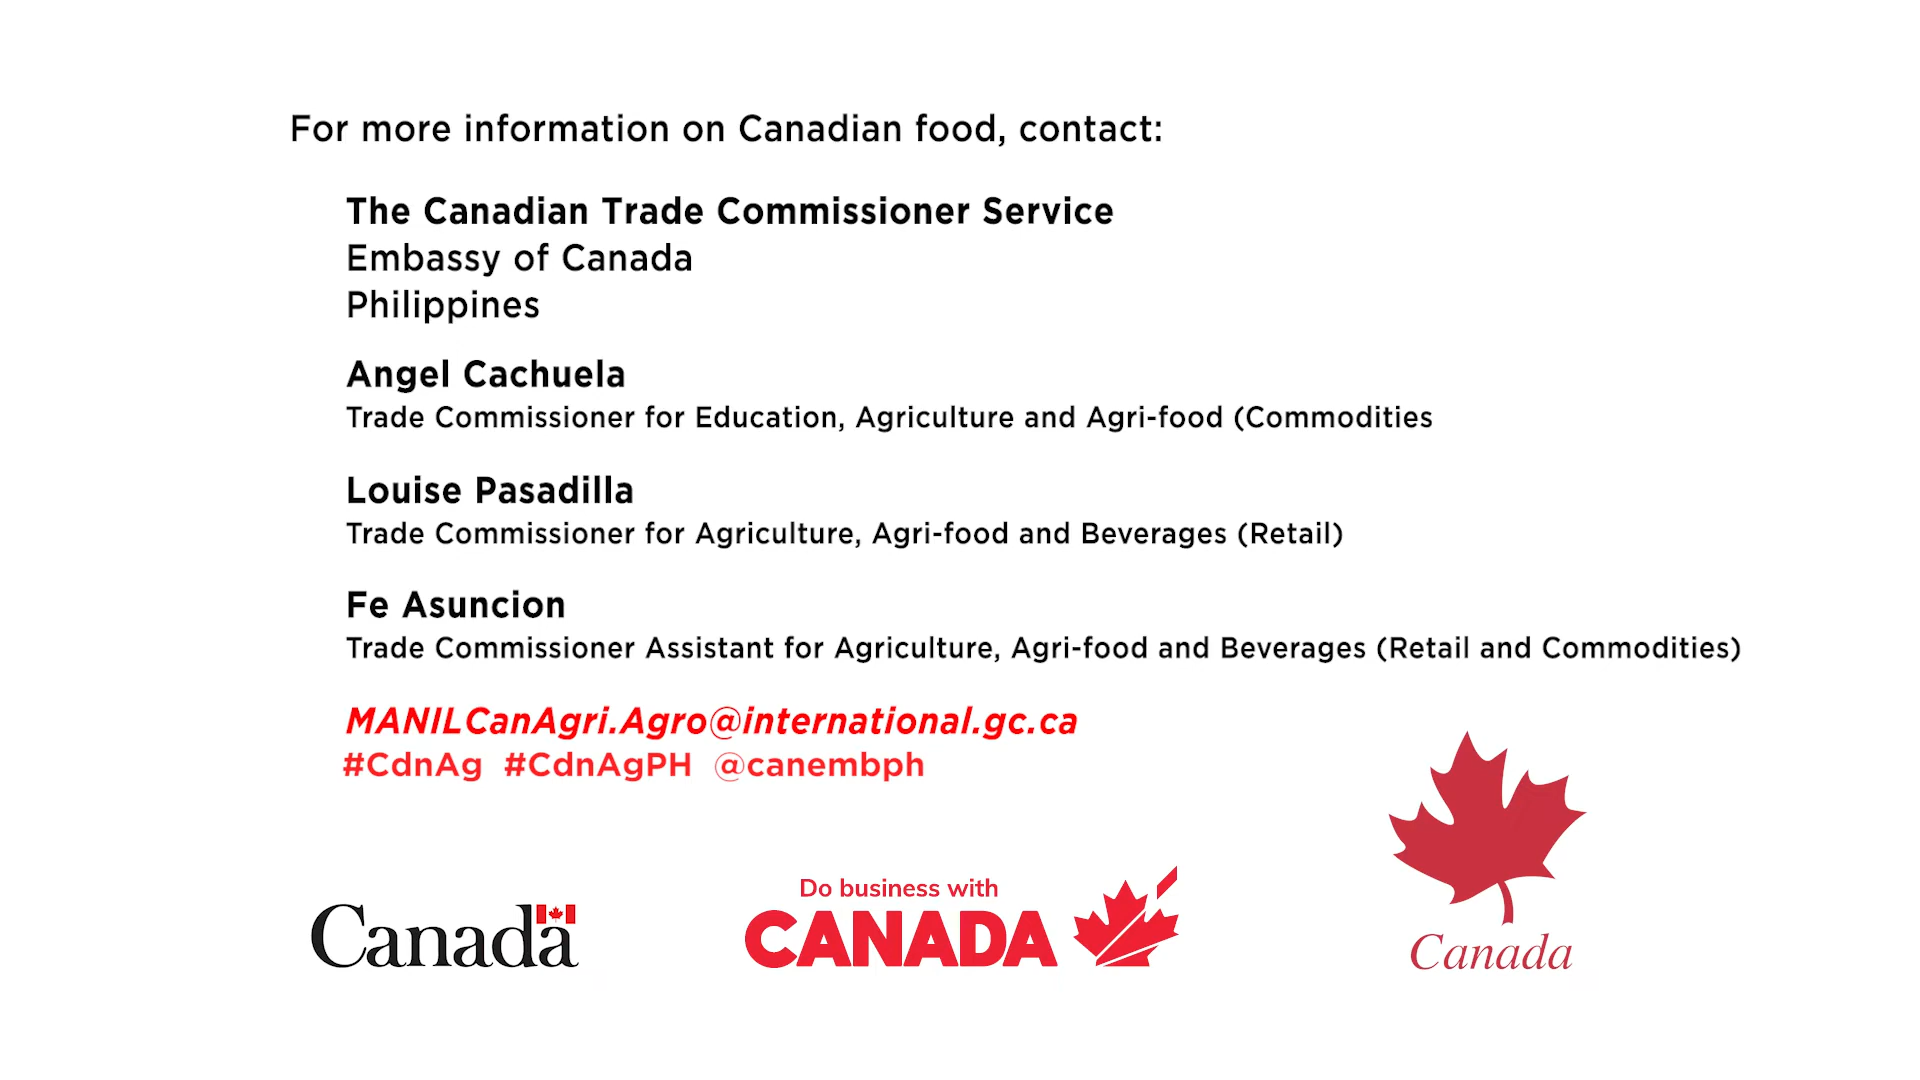 For more information on Canadian food, contact:
The Canadian Trade Commissioner Service
Embassy of Canada
Philippines
Angel Cachuela
Trade Commissioner for Education, Agriculture and Agri-food (Commodities
Louise Pasadilla
Trade Commissioner for Agriculture, Agri-food and Beverages (Retail)
Fe Asuncion
Trade Commissioner Assistant for Agriculture, Agri-food and Beverages (Retail and Commodities)
MANILCanAgri.Agro@international.gc.ca
#CdnAg #CdnAgPH @canembph
Canada
Do business with
CANADA
Canada